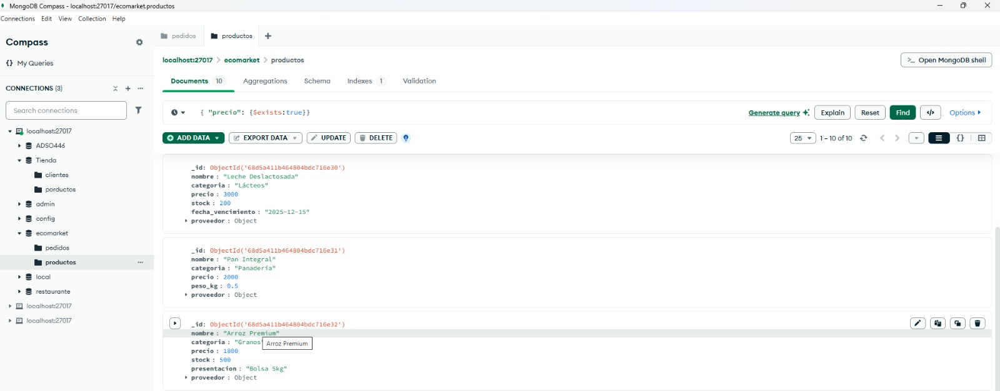 MongoDB Compass - localhost:27017/ecomarket.productos
Connections Edit View Collection Help
Compass
{} My Queries
CONNECTIONS (3)
Search connections
localhost:27017
ADSO446
Tienda
clientes
porductos
admin
config
ecomarket
pedidos
productos
local
restaurante
localhost:27017
localhost:27017
pedidos
productos
localhost:27017 > ecomarket > productos
>_ Open MongoDB shell
Documents 10 Aggregations Schema Indexes 1 Validation
{ "precio": {$exists:true}}
Generate query Explain Reset Find </> Options
ADD DATA EXPORT DATA UPDATE DELETE
25 1 – 10 of 10 {}
_id: ObjectId('68d5a411b464804bdc716e30')
nombre : "Leche Deslactosada"
categoria : "Lácteos"
precio : 3000
stock : 200
fecha_vencimiento : "2025-12-15"
proveedor : Object
_id: ObjectId('68d5a411b464804bdc716e31')
nombre : "Pan Integral"
categoria : "Panadería"
precio : 2000
peso_kg : 0.5
proveedor : Object
_id: ObjectId('68d5a411b464804bdc716e32')
nombre : "Arroz Premium"
categoria : "Granos"
Arroz Premium
precio : 1800
stock : 500
presentacion : "Bolsa 5kg"
proveedor : Object